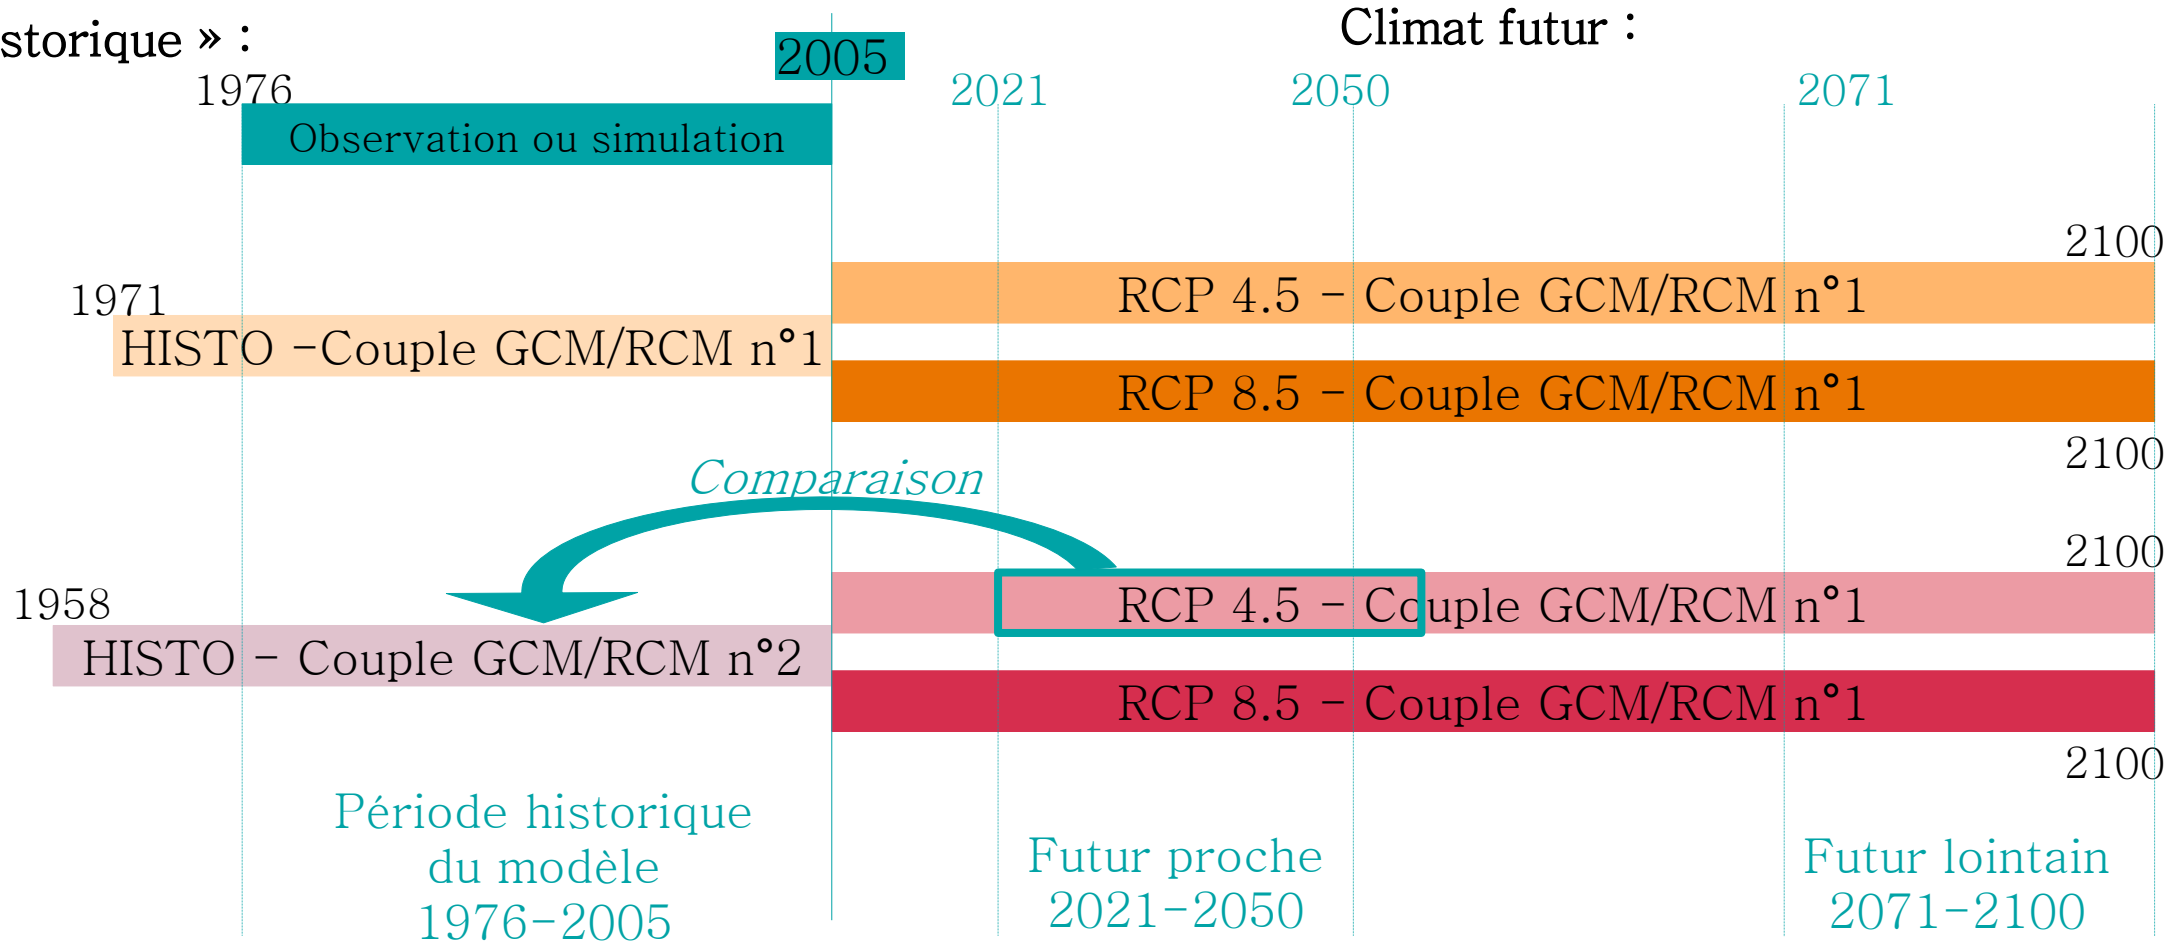 storique » :
Climat futur :
2005
1976
2021
2050
2071
Observation ou simulation
2100
RCP 4.5 - Couple GCM/RCM n°1
1971
HISTO -Couple GCM/RCM n°1
RCP 8.5 - Couple GCM/RCM n°1
2100
Comparaison
2100
1958
RCP 4.5 - Couple GCM/RCM n°1
HISTO - Couple GCM/RCM n°2
RCP 8.5 - Couple GCM/RCM n°1
2100
Période historique
du modèle
1976-2005
Futur proche
2021-2050
Futur lointain
2071-2100